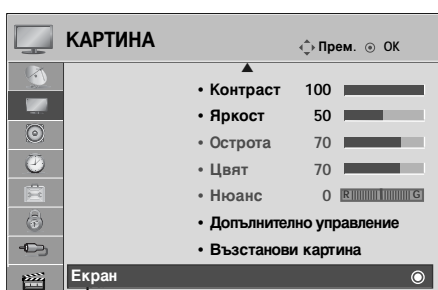 КАРТИНА
Прем. OK
• Контраст 100
• Яркост 50
• Острота 70
• Цвят 70
• Нюанс 0 R G
• Допълнително управление
• Възстанови картина
Екран